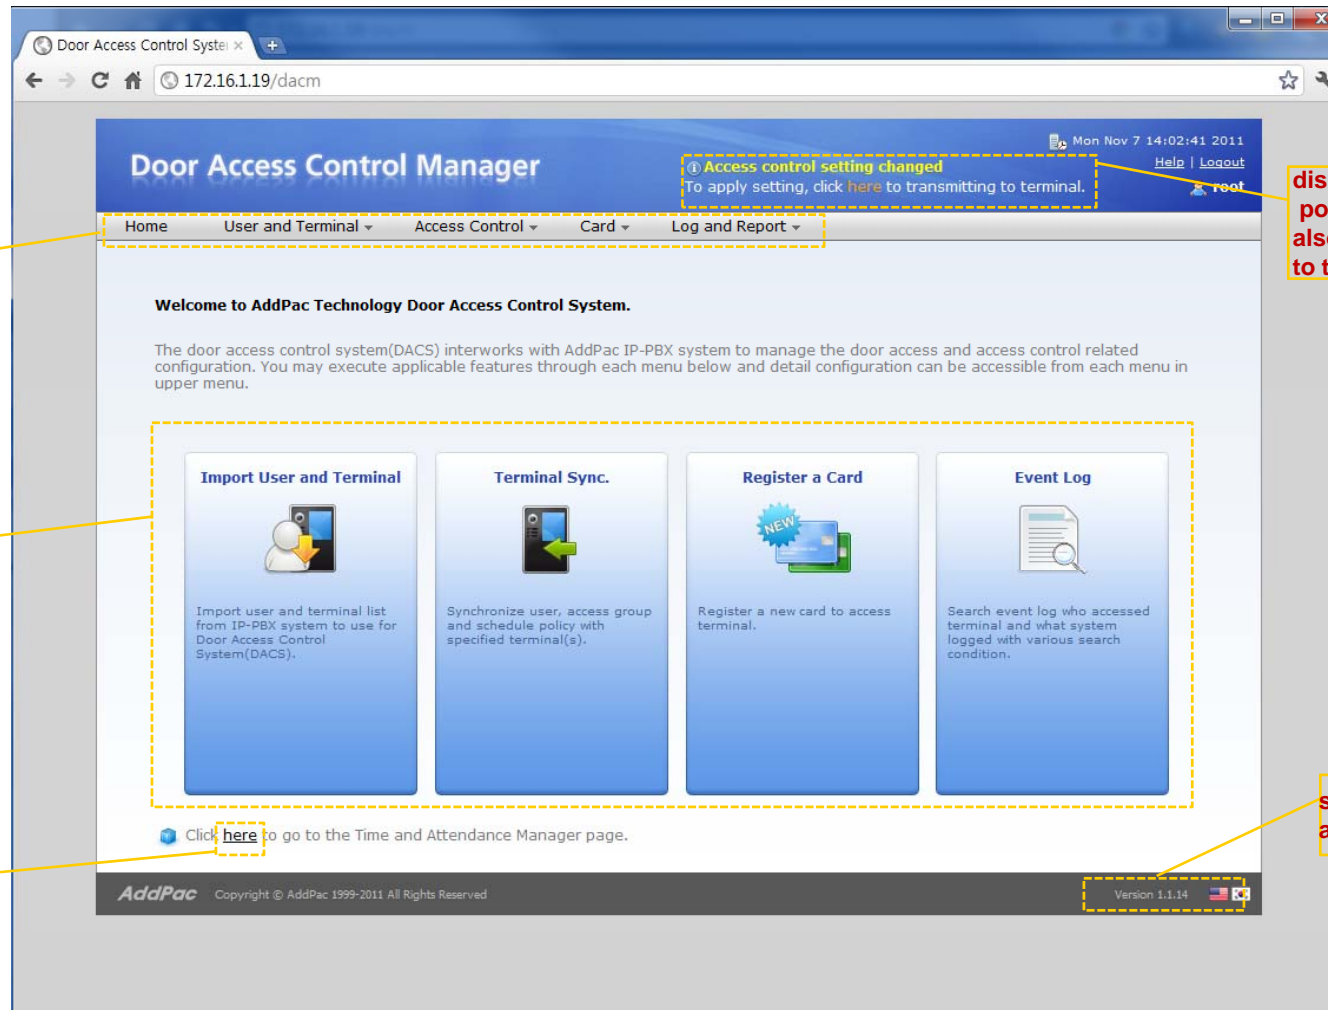 Door Access Control Syste
172.16.1.19/dacm
Door Access Control Manager
Access control setting changed
To apply setting, click here to transmitting to terminal.
Mon Nov 7 14:02:41 2011
Help | Logout
root
Home User and Terminal Access Control Card Log and Report
Welcome to AddPac Technology Door Access Control System.
The door access control system(DACS) interworks with AddPac IP-PBX system to manage the door access and access control related
configuration. You may execute applicable features through each menu below and detail configuration can be accessible from each menu in
upper menu.
Import User and Terminal
Import user and terminal list
from IP-PBX system to use for
Door Access Control
System(DACS).
Terminal Sync.
Synchronize user, access group
and schedule policy with
specified terminal(s).
Register a Card
NEW
Register a new card to access
terminal.
Event Log
Search event log who accessed
terminal and what system
logged with various search
condition.
Click here to go to the Time and Attendance Manager page.
AddPac Copyright © AddPac 1999-2011 All Rights Reserved
Version 1.1.14
dis
po
als
to t
s
a